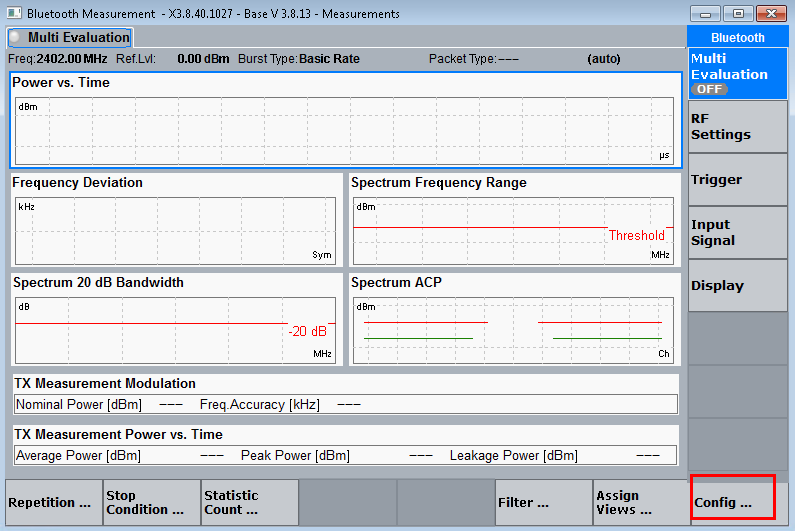 Bluetooth Measurement - X3.8.40.1027 - Base V 3.8.13 - Measurements
Multi Evaluation
Bluetooth
Freq: 2402.00 MHz Ref.Lvl: 0.00 dBm Burst Type: Basic Rate Packet Type: --- (auto)
Multi
Evaluation
OFF
Power vs. Time
dBm
µs
RF
Settings
Trigger
Frequency Deviation
kHz
Sym
Spectrum Frequency Range
dBm
Threshold
MHz
Input
Signal
Spectrum 20 dB Bandwidth
dB
-20 dB
MHz
Spectrum ACP
dBm
Ch
Display
TX Measurement Modulation
Nominal Power [dBm] --- Freq.Accuracy [kHz] ---
TX Measurement Power vs. Time
Average Power [dBm] --- Peak Power [dBm] --- Leakage Power [dBm] ---
Repetition ...
Stop
Condition ...
Statistic
Count ...
Filter ...
Assign
Views ...
Config ...